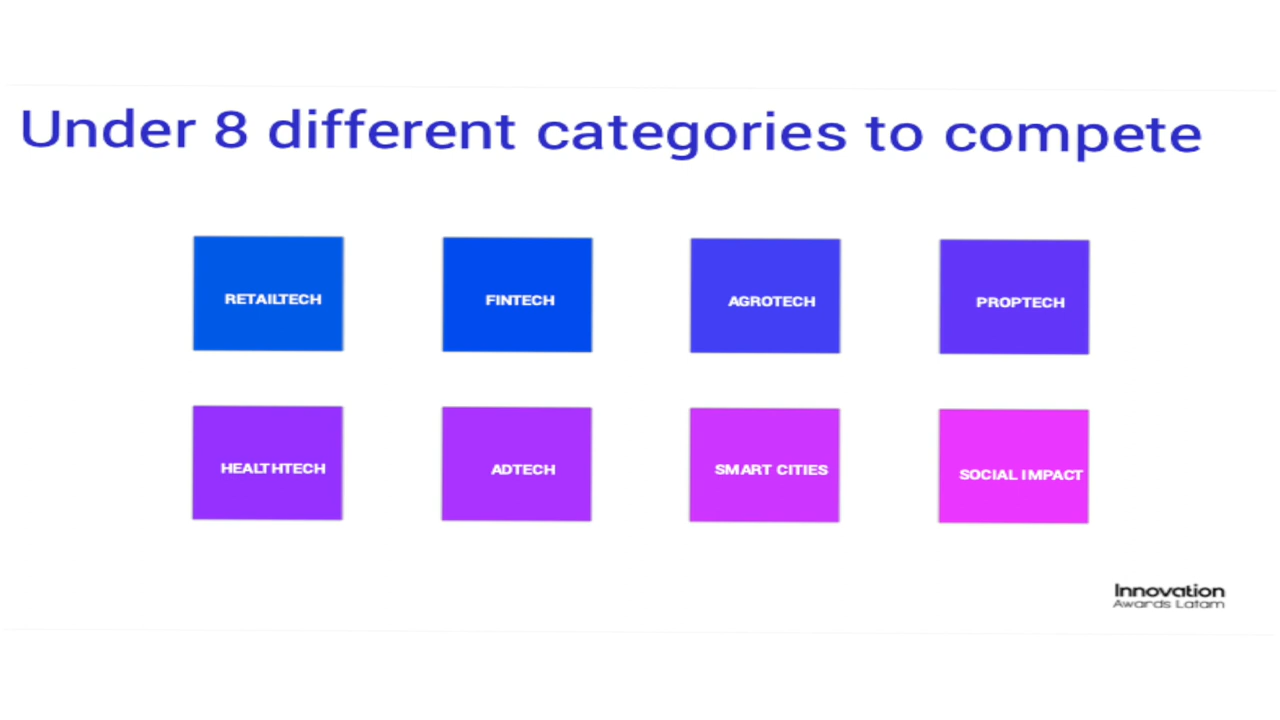 Under 8 different categories to compete
RETAILTECH
FINTECH
AGROTECH
PROPTECH
HEALTHTECH
ADTECH
SMART CITIES
SOCIAL IMPACT
Innovation
Awards Latam